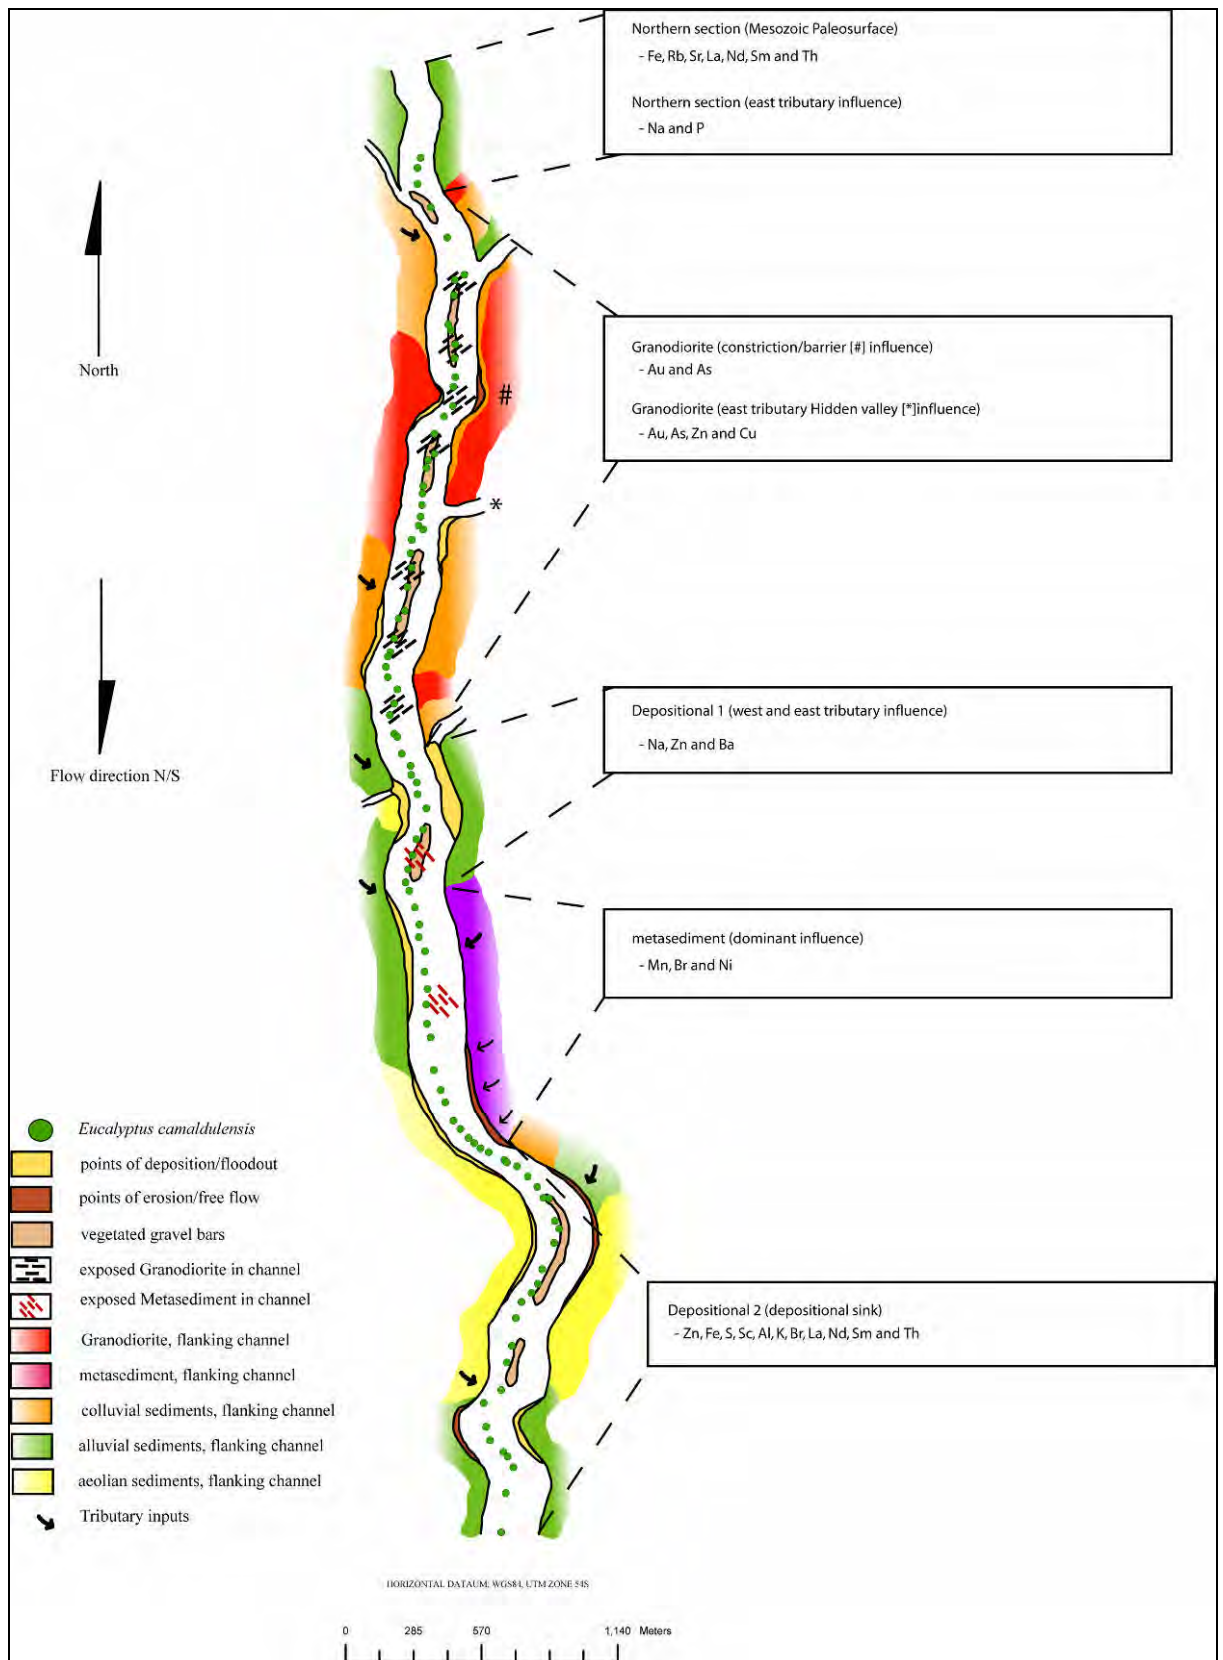 Northern section (Mesozoic Paleosurface)
- Fe, Rb, Sr, La, Nd, Sm and Th
Northern section (east tributary influence)
- Na and P
North
Granodiorite (constriction/barrier [#] influence)
- Au and As
Granodiorite (east tributary Hidden valley [*]influence)
- Au, As, Zn and Cu
#
*
Flow direction N/S
Depositional 1 (west and east tributary influence)
- Na, Zn and Ba
metasediment (dominant influence)
- Mn, Br and Ni
Eucalyptus camaldulensis
points of deposition/floodout
points of erosion/free flow
vegetated gravel bars
exposed Granodiorite in channel
exposed Metasediment in channel
Granodiorite, flanking channel
metasediment, flanking channel
colluvial sediments, flanking channel
alluvial sediments, flanking channel
aeolian sediments, flanking channel
Tributary inputs
Depositional 2 (depositional sink)
- Zn, Fe, S, Sc, Al, K, Br, La, Nd, Sm and Th
HORIZONTAL DATAUM: WGS84, UTM ZONE 54S
0 285 570 1,140 Meters